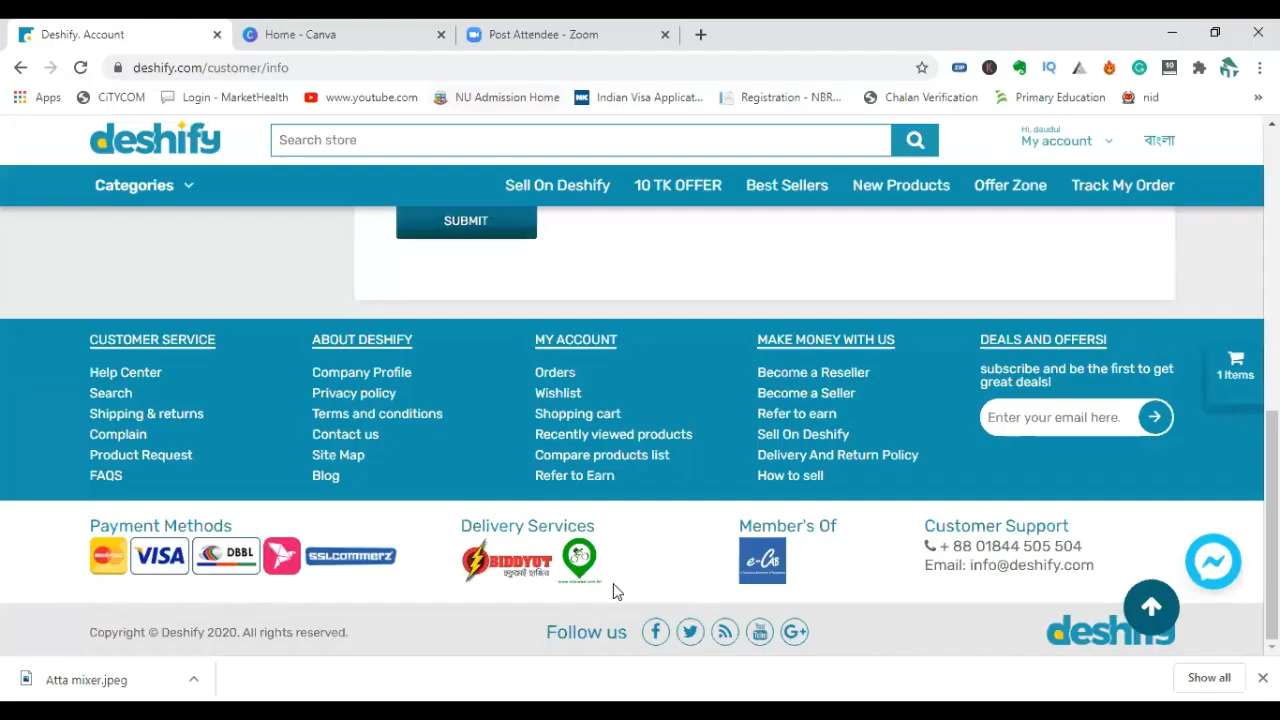 Deshify. Account
Home - Canva
Post Attendee - Zoom
deshify.com/customer/info
Apps
CiTYCOM
Login - MarketHealth
www.youtube.com
NU Admission Home
Indian Visa Applicat...
Registration - NBR...
Chalan Verification
Primary Education
nid
»
deshify
Search store
Hi, daudul
My account
বাংলা
Categories
Sell On Deshify
10 TK OFFER
Best Sellers
New Products
Offer Zone
Track My Order
SUBMIT
CUSTOMER SERVICE
Help Center
Search
Shipping & returns
Complain
Product Request
FAQS
ABOUT DESHIFY
Company Profile
Privacy policy
Terms and conditions
Contact us
Site Map
Blog
MY ACCOUNT
Orders
Wishlist
Shopping cart
Recently viewed products
Compare products list
Refer to Earn
MAKE MONEY WITH US
Become a Reseller
Become a Seller
Refer to earn
Sell On Deshify
Delivery And Return Policy
How to sell
DEALS AND OFFERS!
subscribe and be the first to get
great deals!
Enter your email here.
1 Items
Payment Methods
VISA
DBBL
SSLCOMMERZ
Delivery Services
BIDDYUT
Member's Of
e-CAB
Customer Support
+ 88 01844 505 504
Email: info@deshify.com
Copyright © Deshify 2020. All rights reserved.
Follow us
deshify
Atta mixer.jpeg
Show all